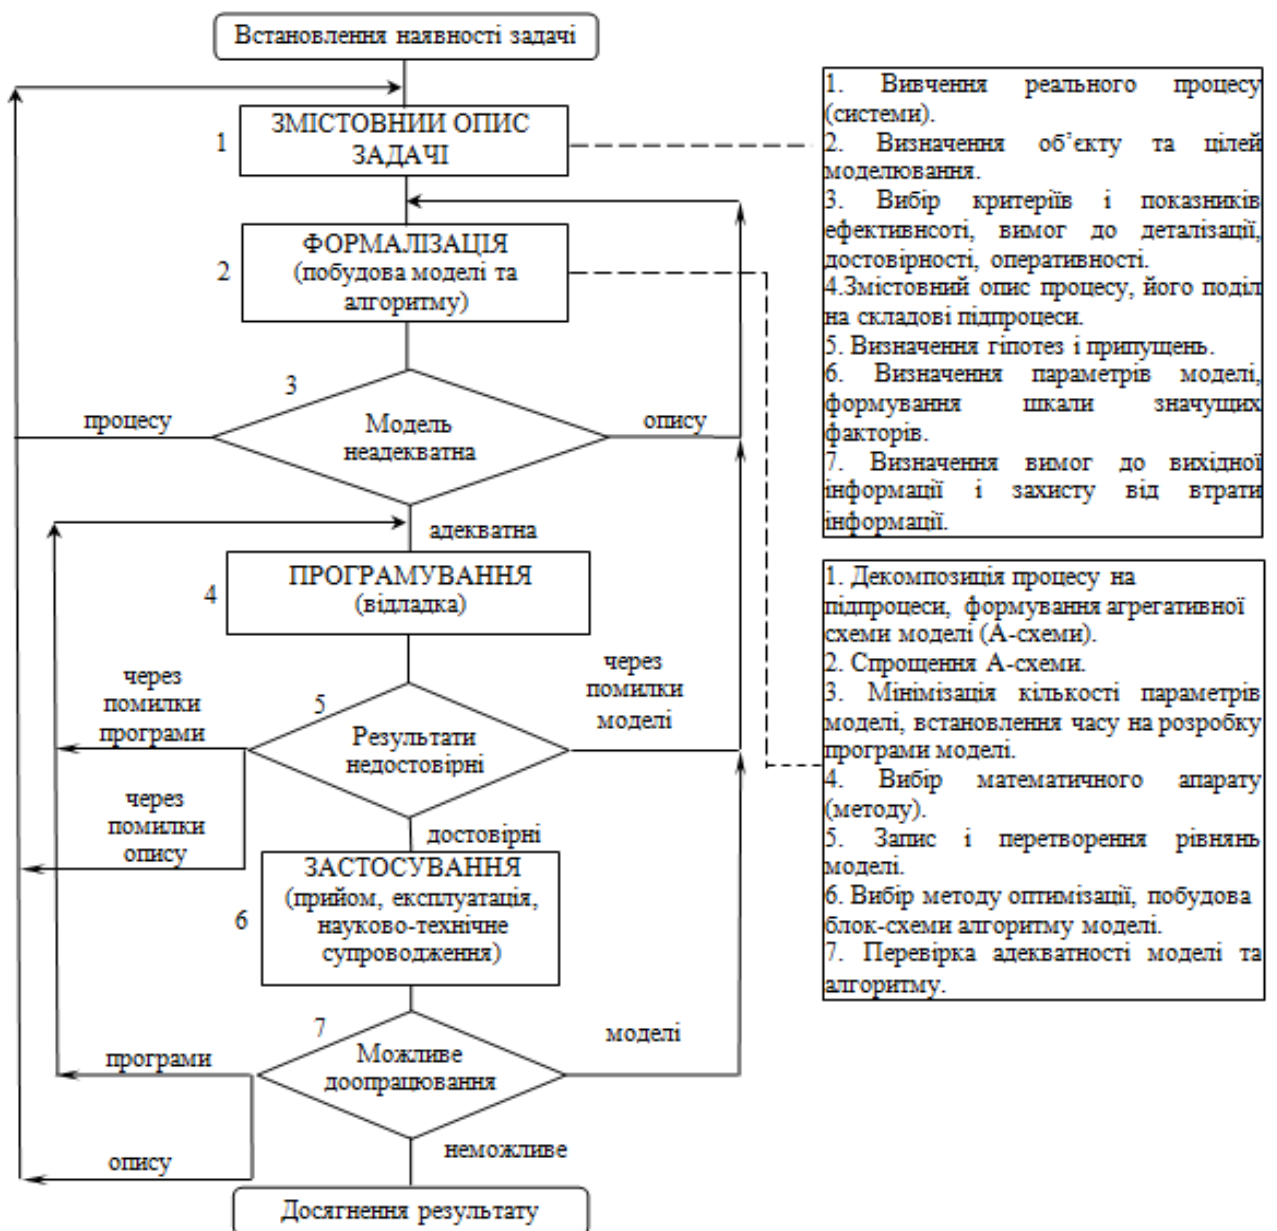 Встановлення наявності задачі
1
ЗМІСТОВНИИ ОПИС
ЗАДАЧІ
2
ФОРМАЛІЗАЦІЯ
(побудова моделі та
алгоритму)
3
процесу
Модель
неадекватна
опису
адекватна
4
ПРОГРАМУВАННЯ
(відладка)
через
помилки
програми
5
Результати
недостовірні
через
помилки
моделі
через
помилки
опису
достовірні
6
ЗАСТОСУВАННЯ
(прийом, експлуатація,
науково-технічне
супроводження)
7
програми
Можливе
доопрацювання
моделі
опису
неможливе
Досягнення результату
1. Вивчення реального процесу
(системи).
2. Визначення об’єкту та цілей
моделювання.
3. Вибір критеріїв і показників
ефективнсоті, вимог до деталізації,
достовірності, оперативності.
4.Змістовний опис процесу, його поділ
на складові підпроцеси.
5. Визначення гіпотез і припущень.
6. Визначення параметрів моделі,
формування шкали значущих
факторів.
7. Визначення вимог до вихідної
інформації і захисту від втрати
інформації.
1. Декомпозиція процесу на
підпроцеси, формування агрегативної
схеми моделі (А-схеми).
2. Спрощення А-схеми.
3. Мінімізація кількості параметрів
моделі, встановлення часу на розробку
програми моделі.
4. Вибір математичного апарату
(методу).
5. Запис і перетворення рівнянь
моделі.
6. Вибір методу оптимізації, побудова
блок-схеми алгоритму моделі.
7. Перевірка адекватності моделі та
алгоритму.